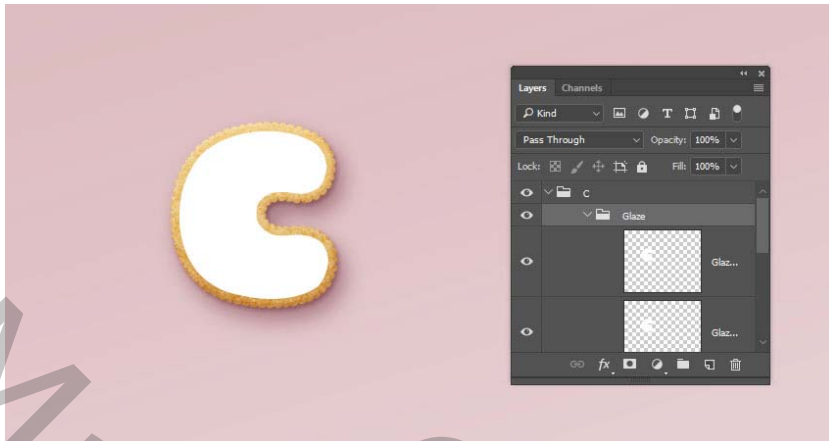 C
Layers Channels
Kind
Pass Through Opacity: 100%
Lock: Fill: 100%
C
Glaze
Glaz...
Glaz...
fx